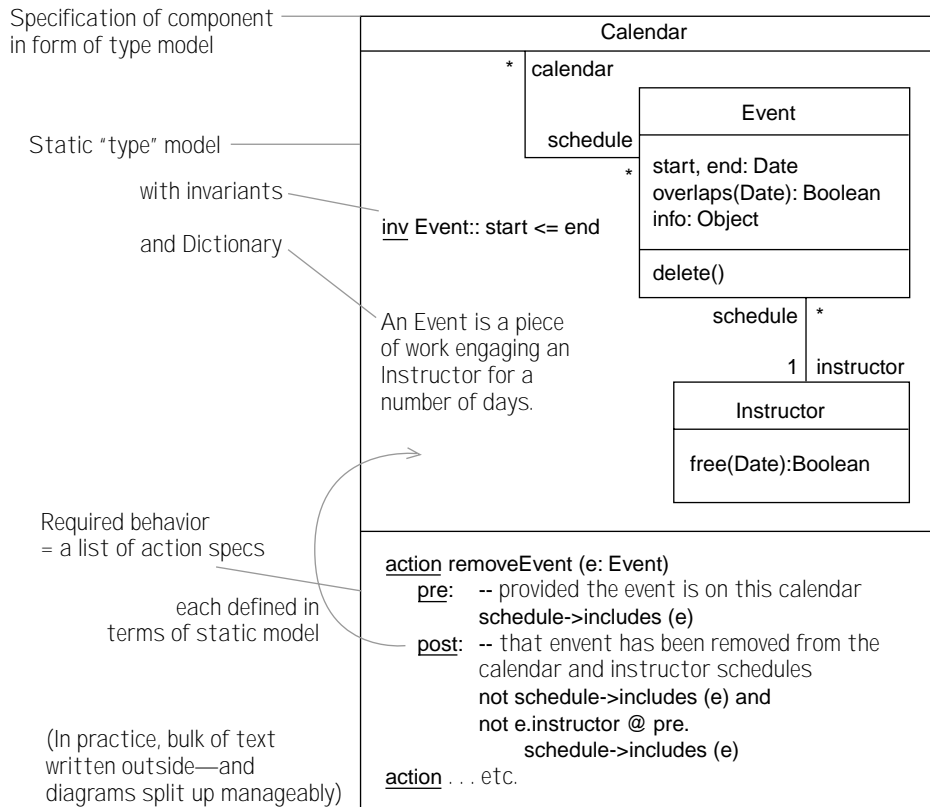 Specification of component
in form of type model
Calendar
* calendar
Event
Static "type" model
schedule
*
start, end: Date
overlaps(Date): Boolean
info: Object
with invariants
inv Event:: start <= end
and Dictionary
delete()
An Event is a piece
of work engaging an
Instructor for a
number of days.
schedule *
1 instructor
Instructor
free(Date):Boolean
Required behavior
= a list of action specs
each defined in
terms of static model
action removeEvent (e: Event)
pre: -- provided the event is on this calendar
schedule->includes (e)
post: -- that envent has been removed from the
calendar and instructor schedules
not schedule->includes (e) and
not e.instructor @ pre.
schedule->includes (e)
(In practice, bulk of text
written outside—and
diagrams split up manageably)
action . . . etc.